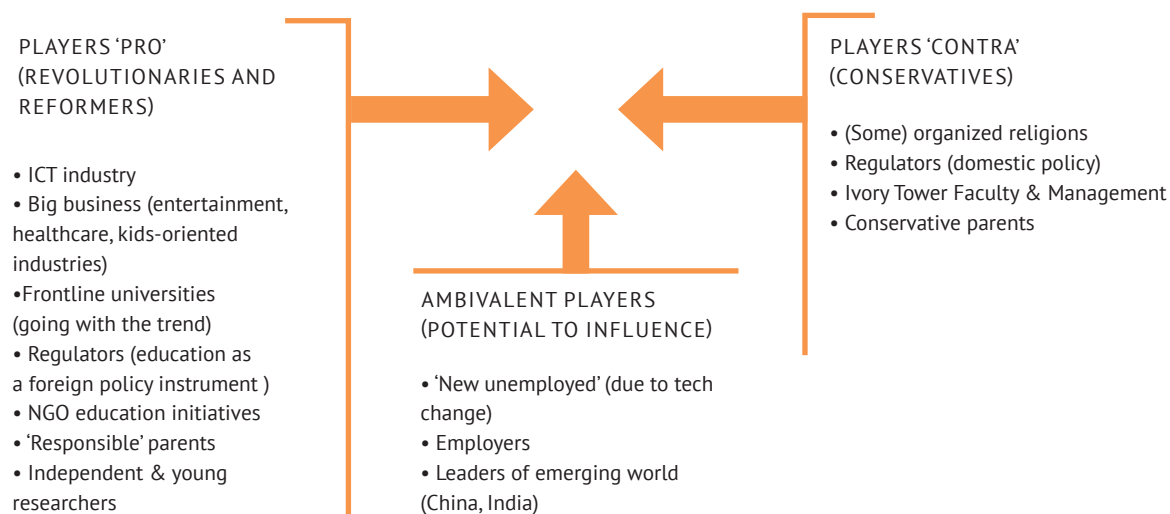 PLAYERS ‘PRO’
(REVOLUTIONARIES AND
REFORMERS)
• ICT industry
• Big business (entertainment,
healthcare, kids-oriented
industries)
•Frontline universities
(going with the trend)
• Regulators (education as
a foreign policy instrument )
• NGO education initiatives
• ‘Responsible’ parents
• Independent & young
researchers
AMBIVALENT PLAYERS
(POTENTIAL TO INFLUENCE)
• ‘New unemployed’ (due to tech
change)
• Employers
• Leaders of emerging world
(China, India)
PLAYERS ‘CONTRA’
(CONSERVATIVES)
• (Some) organized religions
• Regulators (domestic policy)
• Ivory Tower Faculty & Management
• Conservative parents